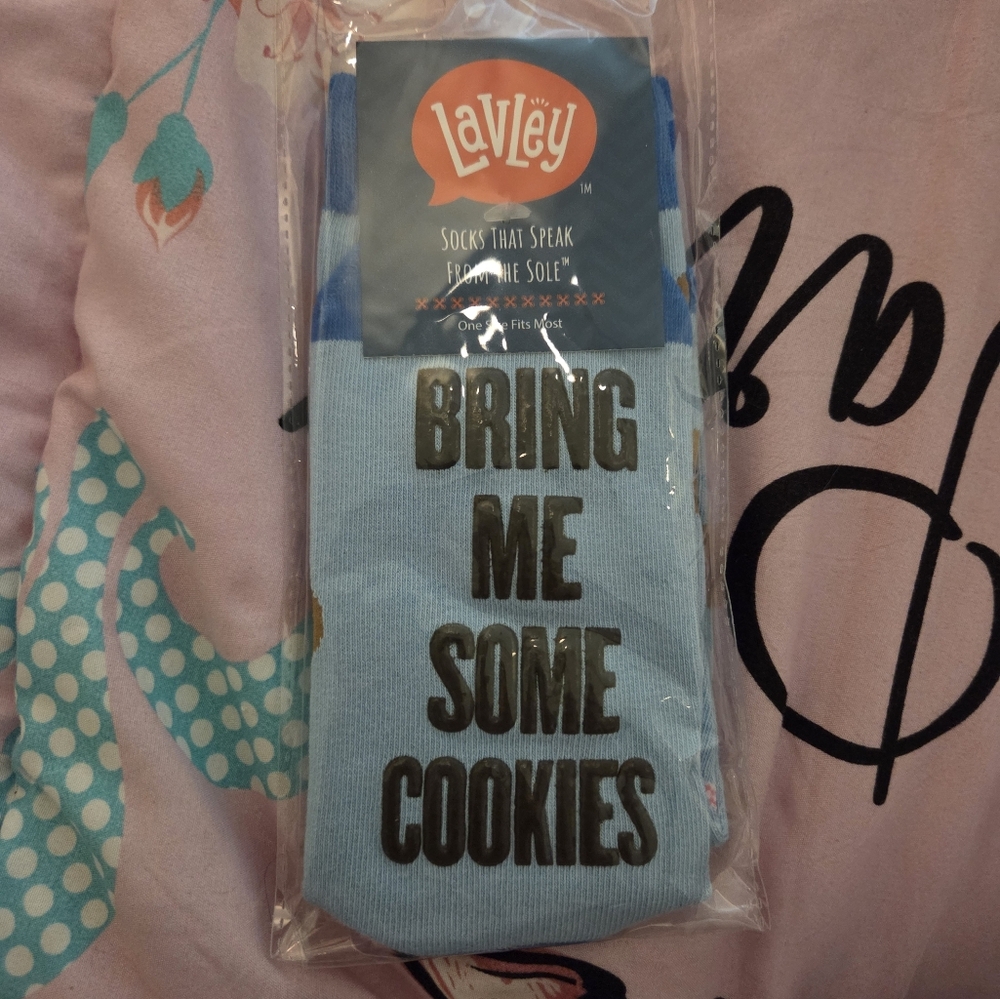 LaVLey
TM
SOCKS THAT SPEAK
FROM THE SOLE™
One Size Fits Most
BRING
ME
SOME
COOKIES